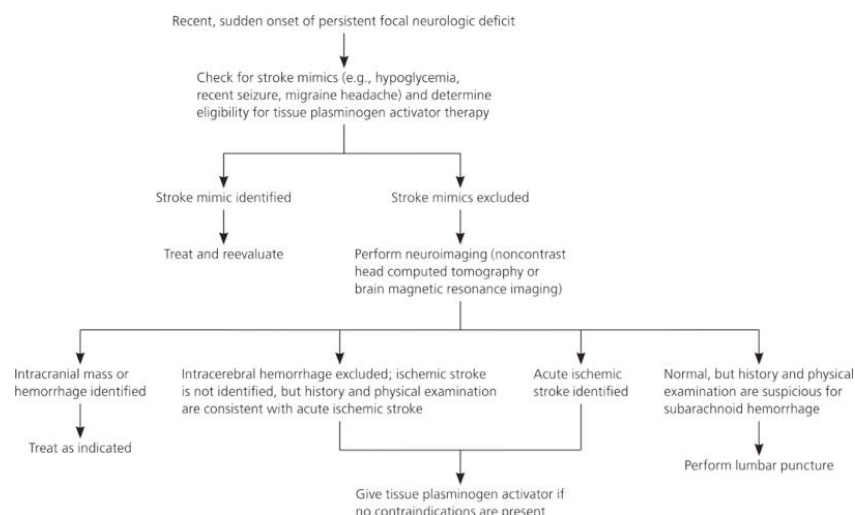 Recent, sudden onset of persistent focal neurologic deficit
Check for stroke mimics (e.g., hypoglycemia,
recent seizure, migraine headache) and determine
eligibility for tissue plasminogen activator therapy
Stroke mimic identified
Stroke mimics excluded
Treat and reevaluate
Perform neuroimaging (noncontrast
head computed tomography or
brain magnetic resonance imaging)
Intracranial mass or
hemorrhage identified
Intracerebral hemorrhage excluded; ischemic stroke
is not identified, but history and physical examination
are consistent with acute ischemic stroke
Acute ischemic
stroke identified
Normal, but history and physical
examination are suspicious for
subarachnoid hemorrhage
Treat as indicated
Perform lumbar puncture
Give tissue plasminogen activator if
no contraindications are present